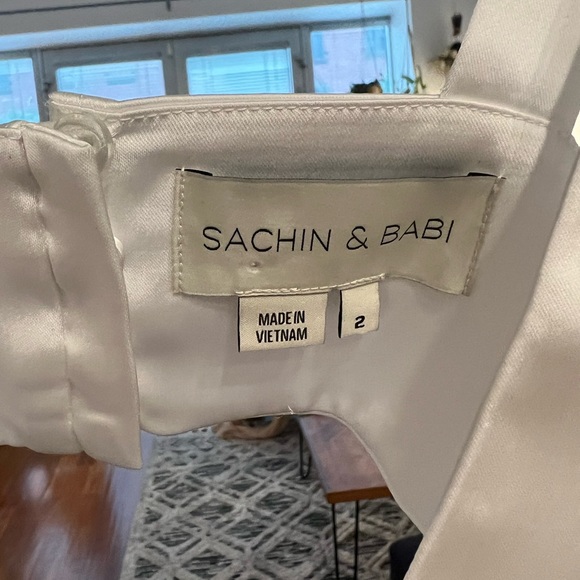 SACHIN & BABI
MADE IN
VIETNAM
2